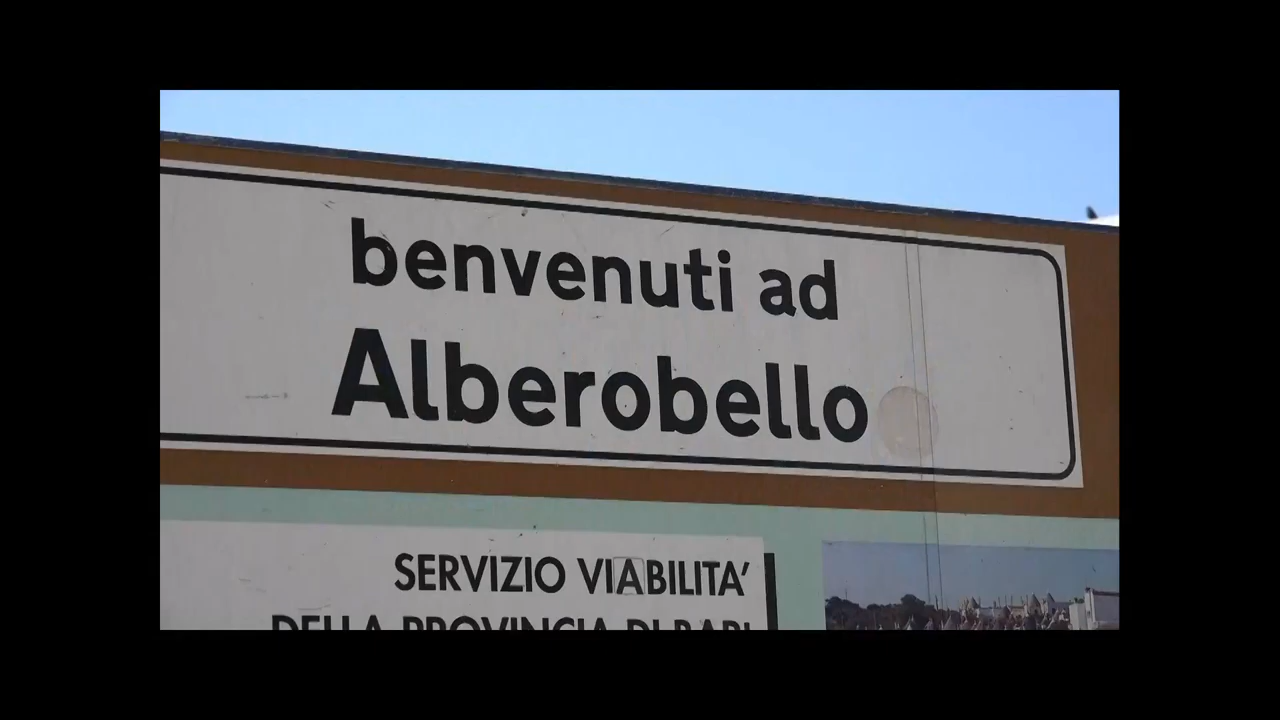 benvenuti ad
Alberobello
SERVIZIO VIABILITA'
DELLA PROVINCIA DI BARI